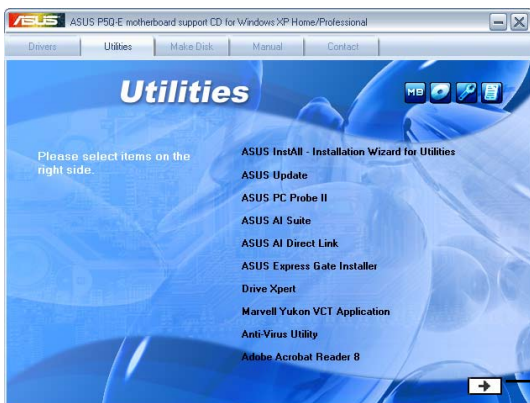 ASUS ASUS P5Q-E motherboard support CD for Windows XP Home/Professional
Drivers Utilities Make Disk Manual Contact
Utilities
MB
Please select items on the
right side.
ASUS InstAll - Installation Wizard for Utilities
ASUS Update
ASUS PC Probe II
ASUS AI Suite
ASUS AI Direct Link
ASUS Express Gate Installer
Drive Xpert
Marvell Yukon VCT Application
Anti-Virus Utility
Adobe Acrobat Reader 8